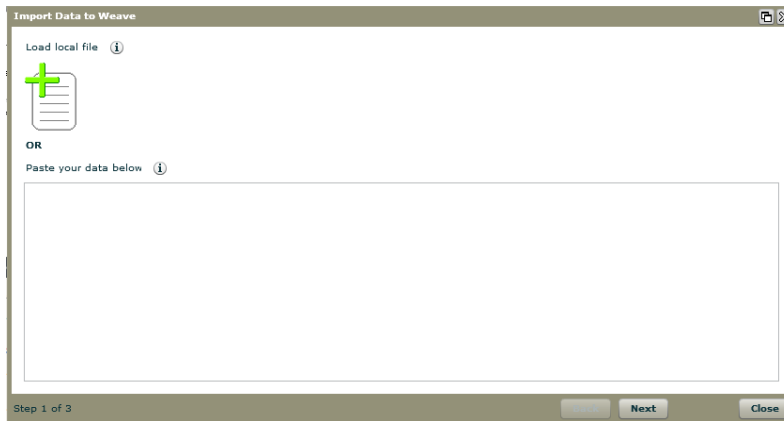 Import Data to Weave
Load local file
OR
Paste your data below
Step 1 of 3
Next
Close